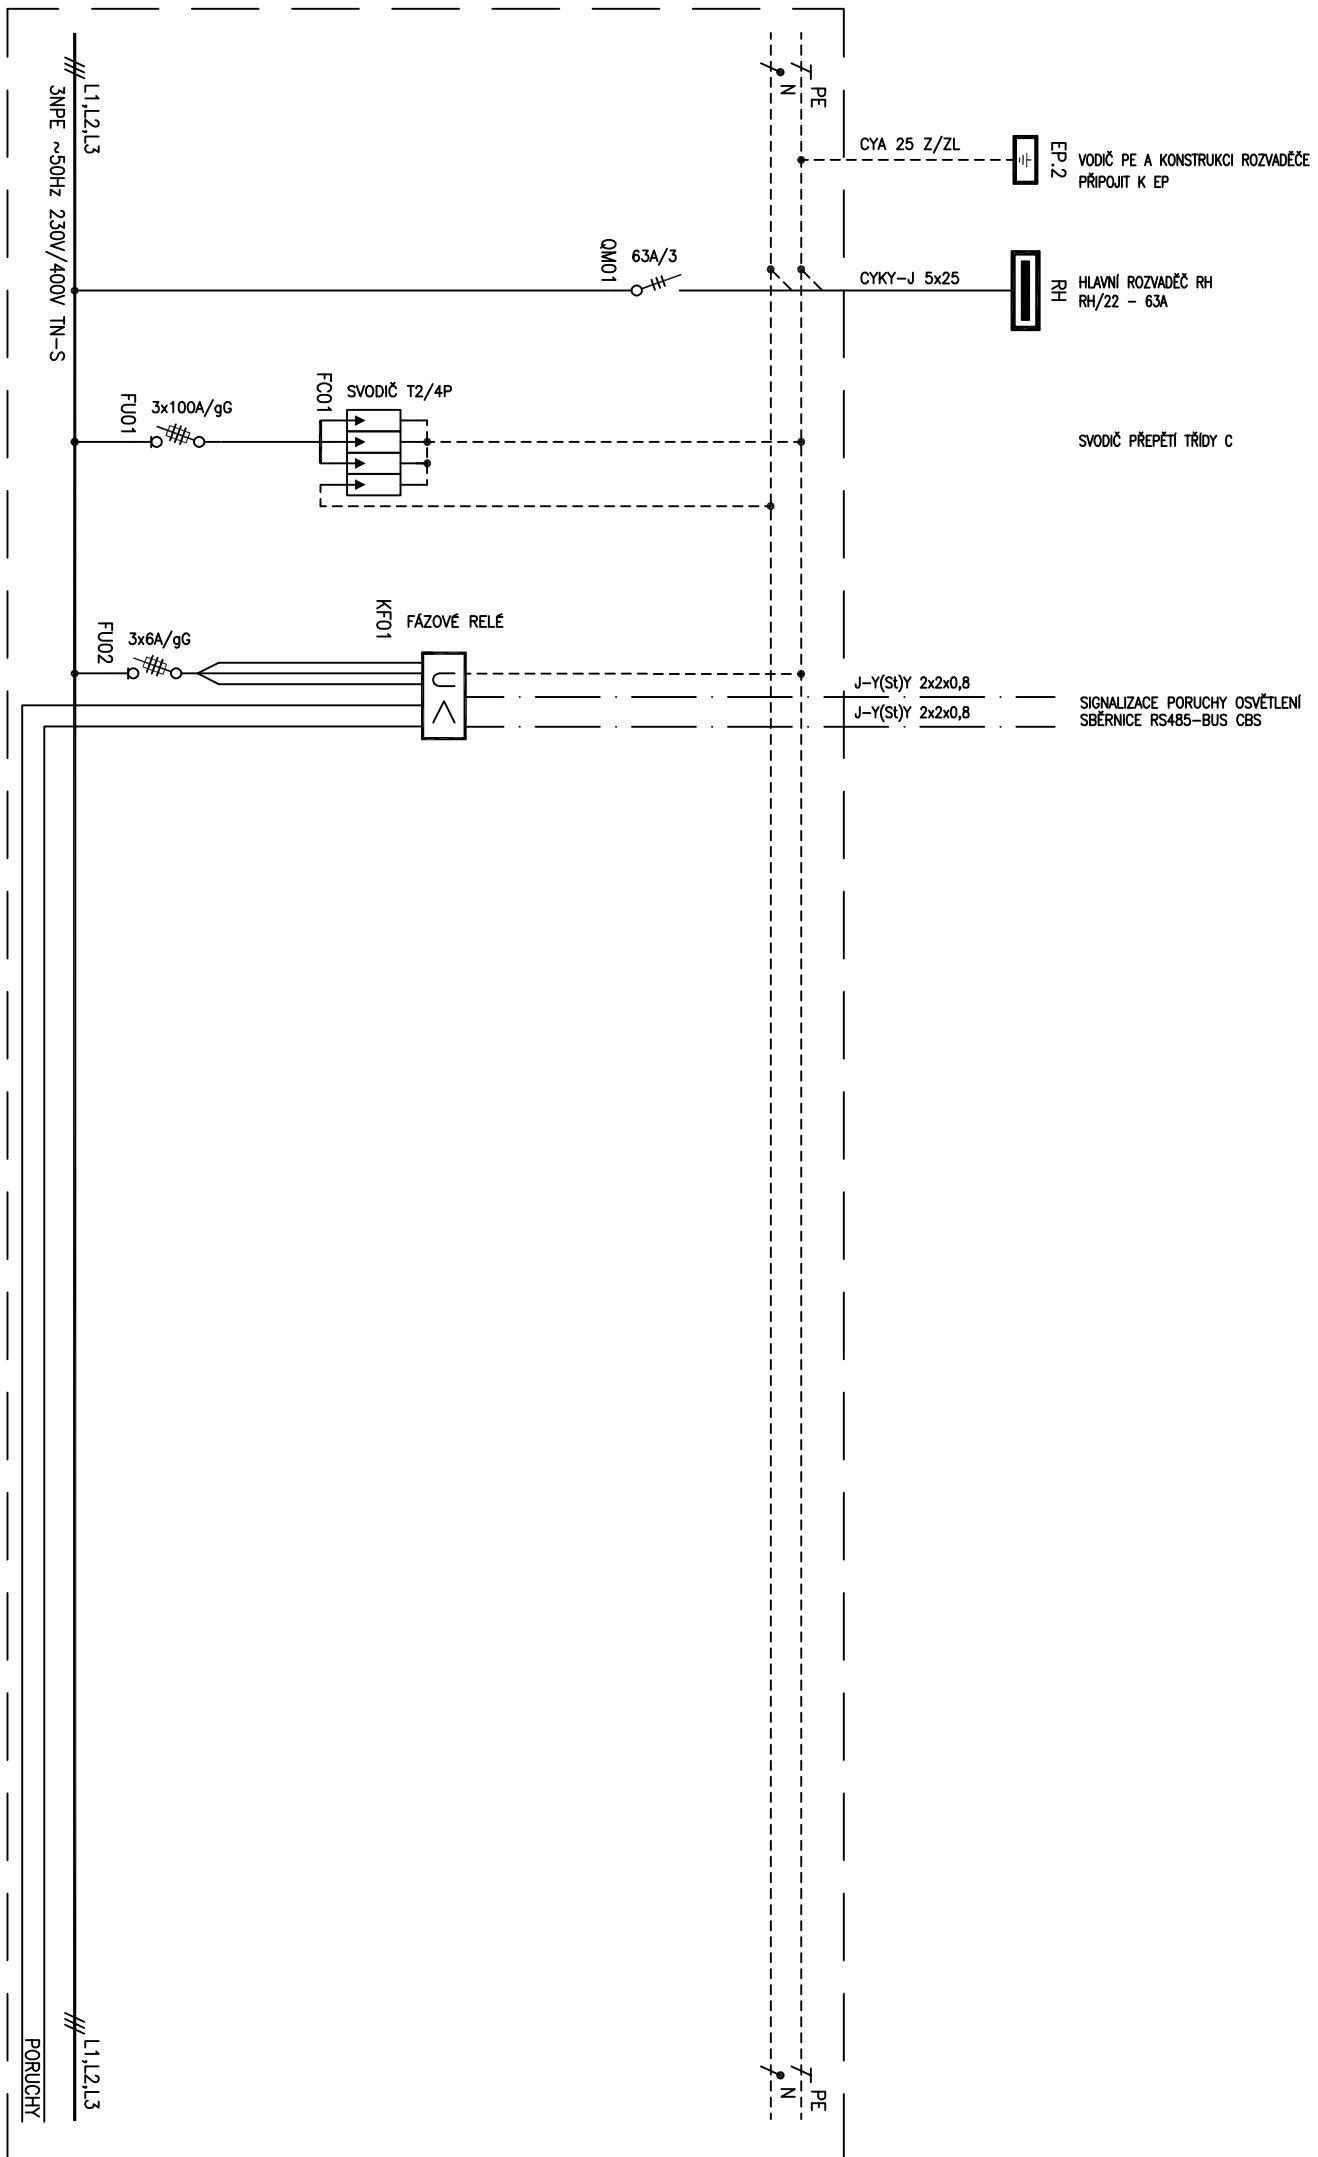 L1,L2,L3
3NPE ~50Hz 230V/400V TN-S
N
PE
CYA 25 Z/ZL
EP.2
VODIČ PE A KONSTRUKCI ROZVADĚČE
PŘIPOJIT K EP
QM01
63A/3
CYKY-J 5x25
RH
HLAVNÍ ROZVADĚČ RH
RH/22 - 63A
FU01
3x100A/gG
FC01
SVODIČ T2/4P
SVODIČ PŘEPĚTÍ TŘÍDY C
FU02
3x6A/gG
KF01
FÁZOVÉ RELÉ
U
<
J-Y(St)Y 2x2x0,8
J-Y(St)Y 2x2x0,8
SIGNALIZACE PORUCHY OSVĚTLENÍ
SBĚRNICE RS485-BUS CBS
PORUCHY
L1,L2,L3
N
PE